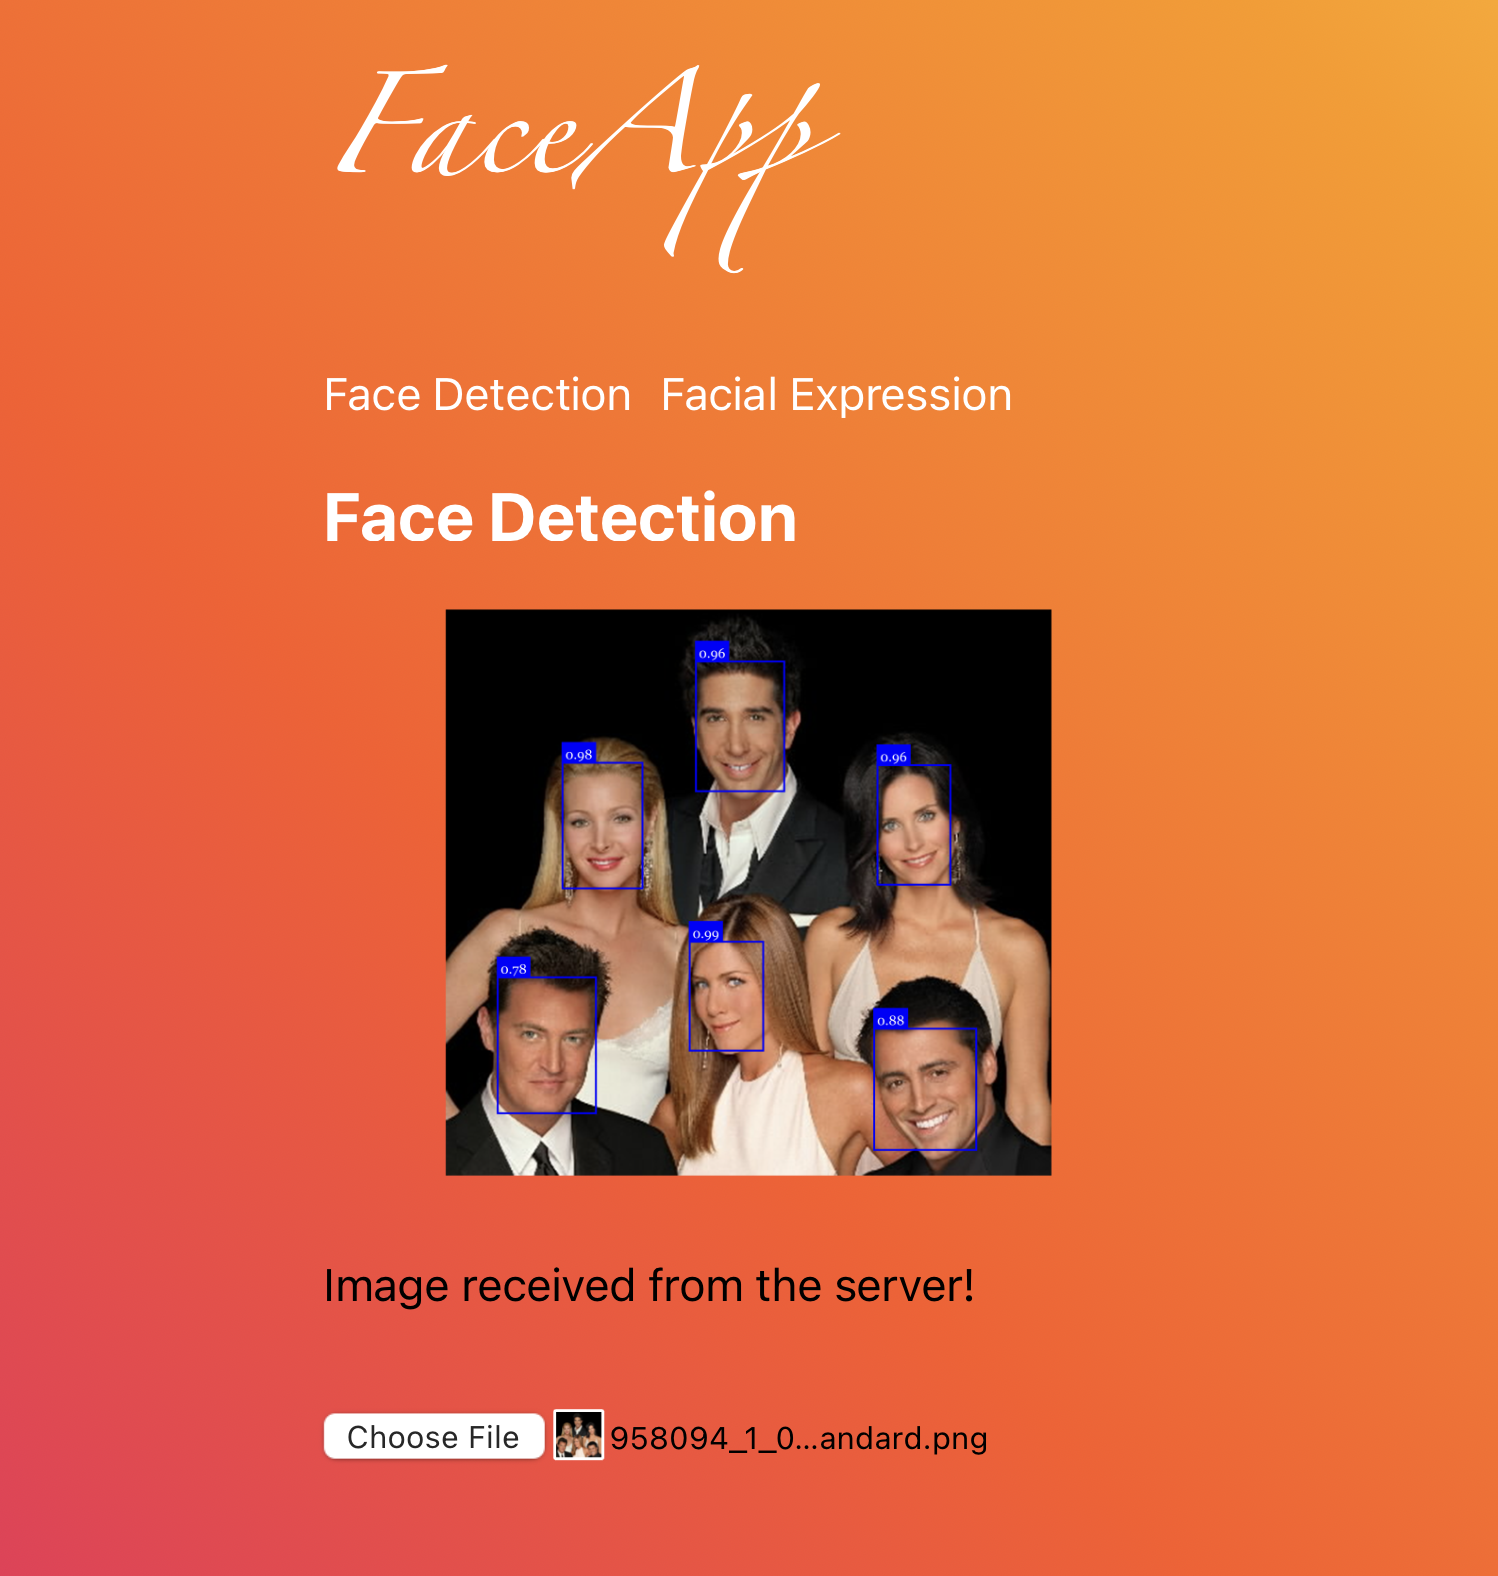 FaceApp
Face Detection Facial Expression
Face Detection
0.96
0.98
0.96
0.99
0.78
0.88
Image received from the server!
Choose File 958094_1_0...andard.png